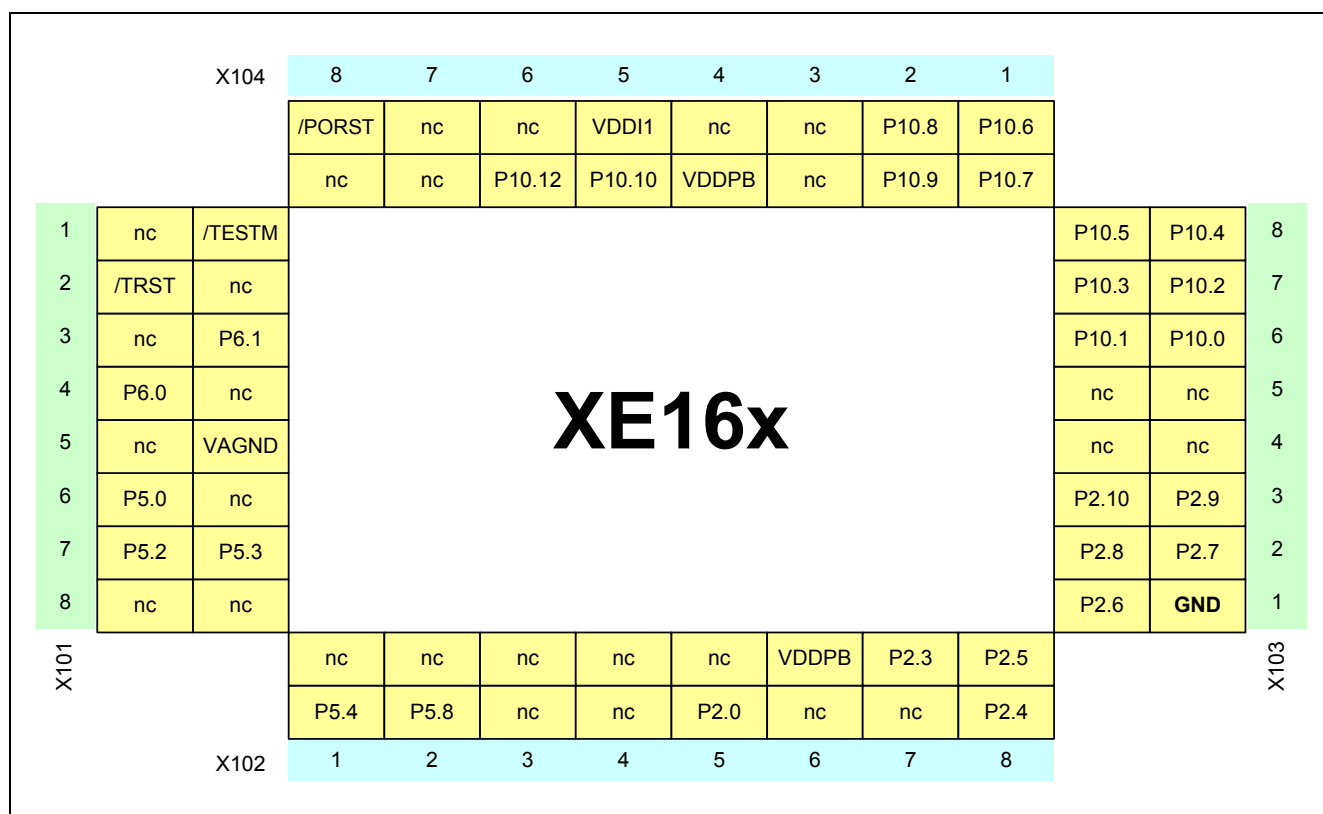 X104 8 7 6 5 4 3 2 1
/PORST nc nc VDDI1 nc nc P10.8 P10.6
nc nc P10.12 P10.10 VDDPB nc P10.9 P10.7
1 nc /TESTM P10.5 P10.4 8
2 /TRST nc P10.3 P10.2 7
3 nc P6.1 P10.1 P10.0 6
4 P6.0 nc nc nc 5
XE16x
5 nc VAGND nc nc 4
6 P5.0 nc P2.10 P2.9 3
7 P5.2 P5.3 P2.8 P2.7 2
8 nc nc P2.6 GND 1
X101
nc nc nc nc nc VDDPB P2.3 P2.5
X103
P5.4 P5.8 nc nc P2.0 nc nc P2.4
X102 1 2 3 4 5 6 7 8